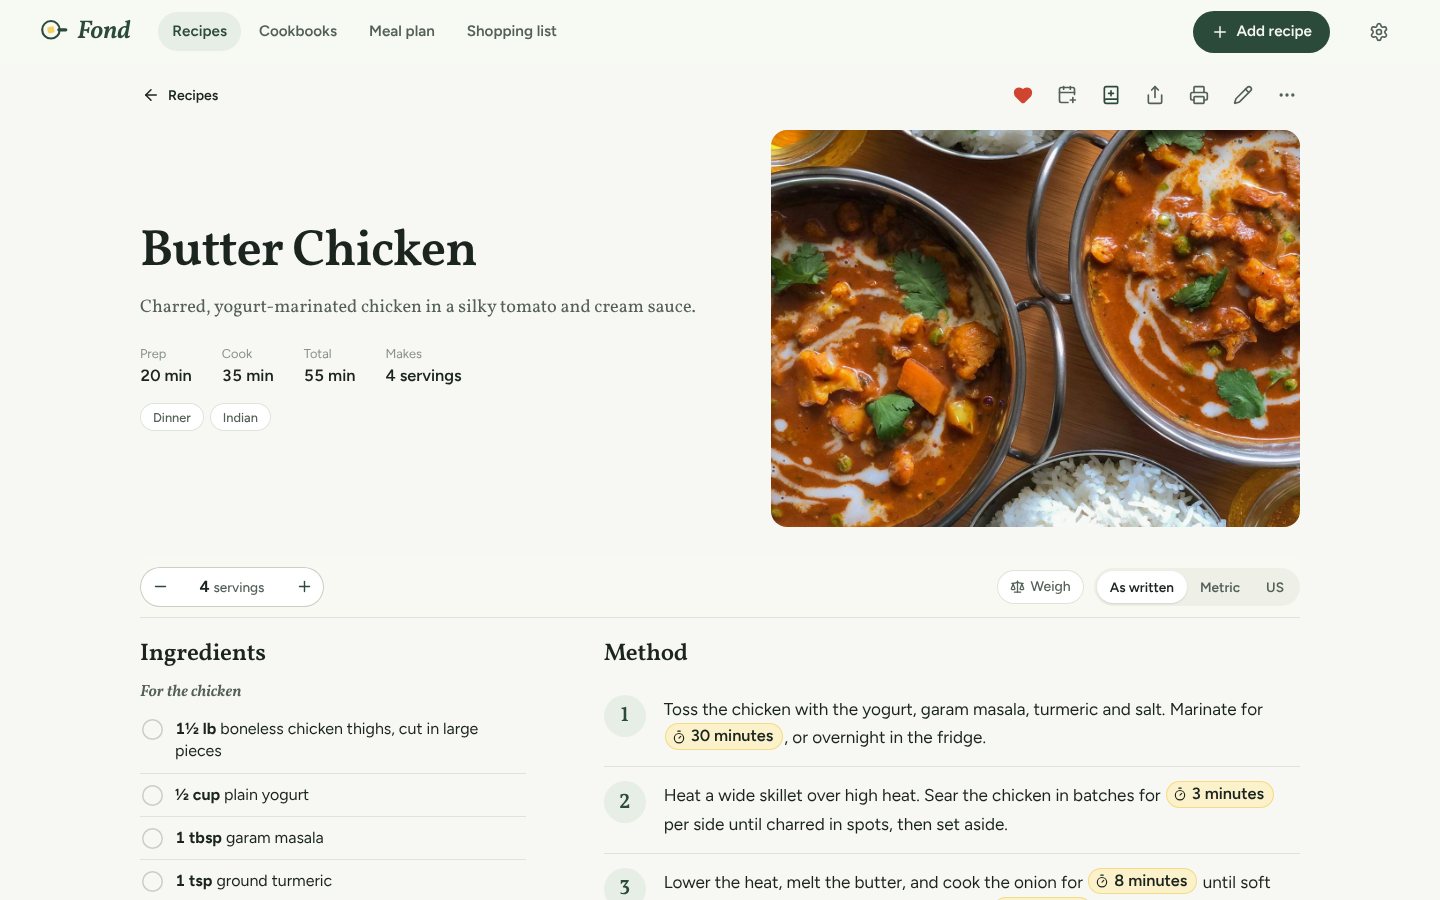 Fond
Recipes
Cookbooks
Meal plan
Shopping list
Add recipe
Recipes
Butter Chicken
Charred, yogurt-marinated chicken in a silky tomato and cream sauce.
Prep
20 min
Cook
35 min
Total
55 min
Makes
4 servings
Dinner
Indian
4 servings
Weigh
As written
Metric
US
Ingredients
For the chicken
1½ lb boneless chicken thighs, cut in large
pieces
½ cup plain yogurt
1 tbsp garam masala
1 tsp ground turmeric
Method
1
Toss the chicken with the yogurt, garam masala, turmeric and salt. Marinate for
30 minutes , or overnight in the fridge.
2
Heat a wide skillet over high heat. Sear the chicken in batches for 3 minutes
per side until charred in spots, then set aside.
3
Lower the heat, melt the butter, and cook the onion for 8 minutes until soft